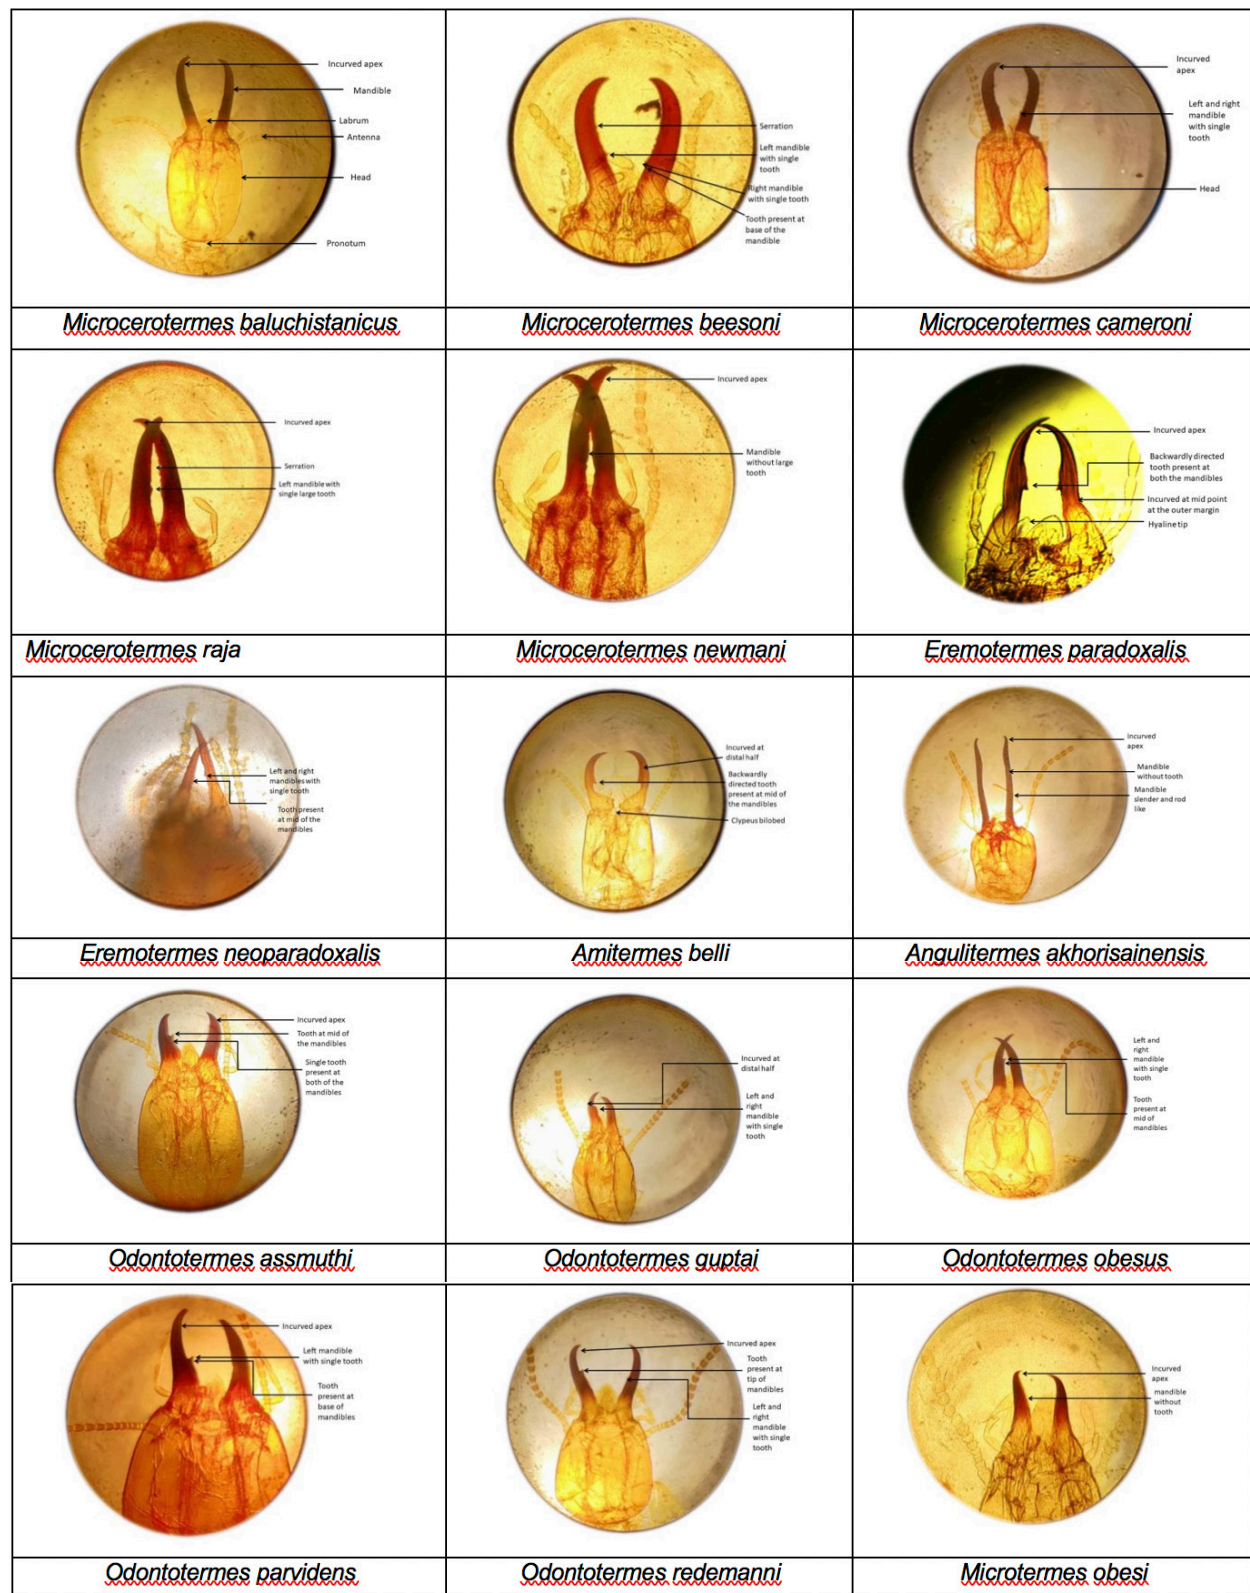 Incurved apex
Mandible
Labrum
Antenna
Head
Pronotum
Microcerotermes baluchistanicus
Serration
Left mandible
with single
tooth
Right mandible
with single tooth
Tooth present at
base of the
mandible
Microcerotermes beesoni
Incurved
apex
Left and right
mandible
with single
tooth
Head
Microcerotermes cameroni
Incurved apex
Serration
Left mandible with
single large tooth
Microcerotermes raja
Incurved apex
Mandible
without large
tooth
Microcerotermes newmani
Incurved apex
Backwardly directed
tooth present at
both the mandibles
Incurved at mid point
at the outer margin
Hyaline tip
Eremotermes paradoxalis
Left and right
mandibles with
single tooth
Tooth present
at mid of the
mandibles
Eremotermes neoparadoxalis
Incurved at
distal half
Backwardly
directed tooth
present at mid of
the mandibles
Clypeus bilobed
Amitermes belli
Incurved
apex
Mandible
without tooth
Mandible
slender and rod
like
Angulitermes akhorisainensis
Incurved apex
Tooth at mid of
the mandibles
Single tooth
present at
both of the
mandibles
Odontotermes assmuthi
Incurved at
distal half
Left and
right
mandible
with single
tooth
Odontotermes guptai
Left and
right
mandible
with single
tooth
Tooth
present at
mid of
mandibles
Odontotermes obesus
Incurved apex
Left mandible
with single tooth
Tooth
present at
base of
mandibles
Odontotermes parvidens
Incurved apex
Tooth
present at
tip of
mandibles
Left and
right
mandible
with single
tooth
Odontotermes redemanni
Incurved
apex
mandible
without
tooth
Microtermes obesi